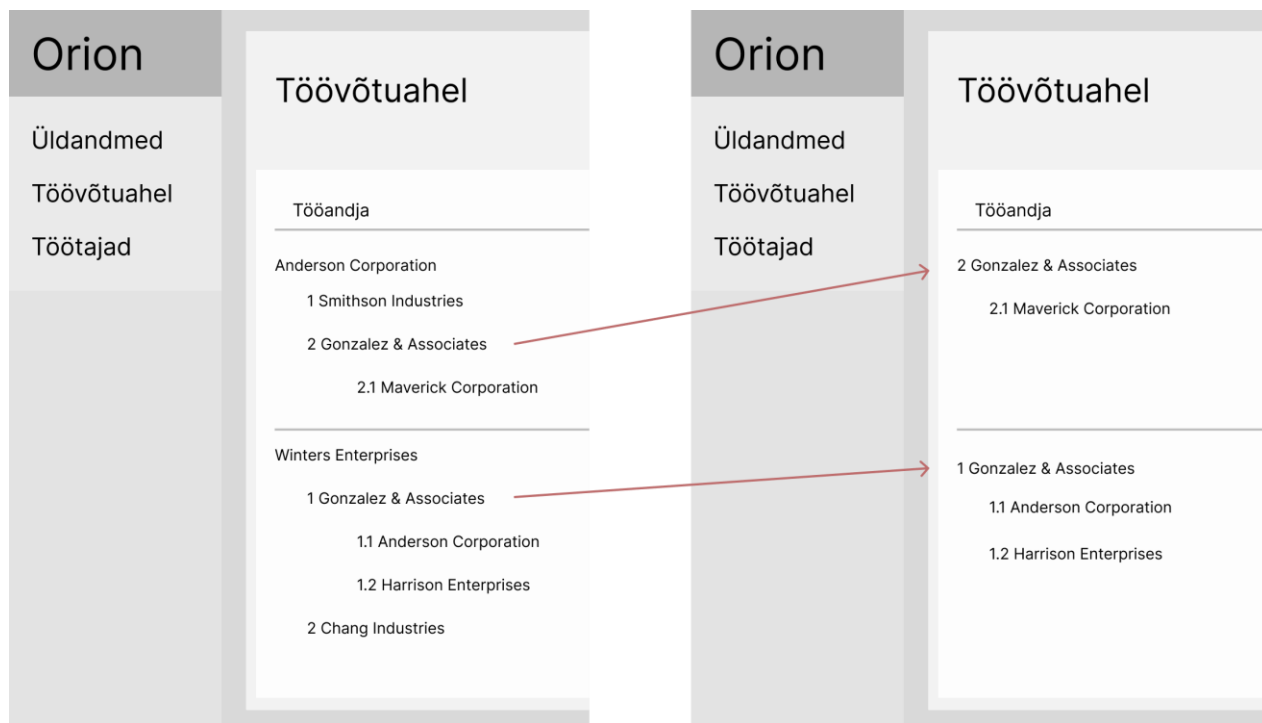 Orion
Üldandmed
Töövõtuahel
Töötajad
Töövõtuahel
Tööandja
Anderson Corporation
1 Smithson Industries
2 Gonzalez & Associates
2.1 Maverick Corporation
Winters Enterprises
1 Gonzalez & Associates
1.1 Anderson Corporation
1.2 Harrison Enterprises
2 Chang Industries
Orion
Üldandmed
Töövõtuahel
Töötajad
Töövõtuahel
Tööandja
2 Gonzalez & Associates
2.1 Maverick Corporation
1 Gonzalez & Associates
1.1 Anderson Corporation
1.2 Harrison Enterprises